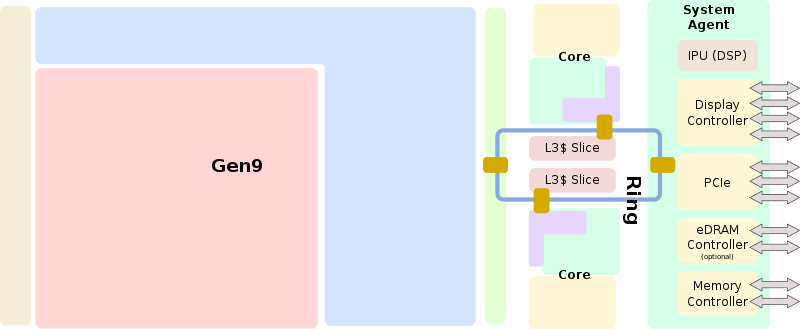 Gen9
Core
L3$ Slice
L3$ Slice
Ring
Core
System
Agent
IPU (DSP)
Display
Controller
PCIe
eDRAM
Controller
(optional)
Memory
Controller